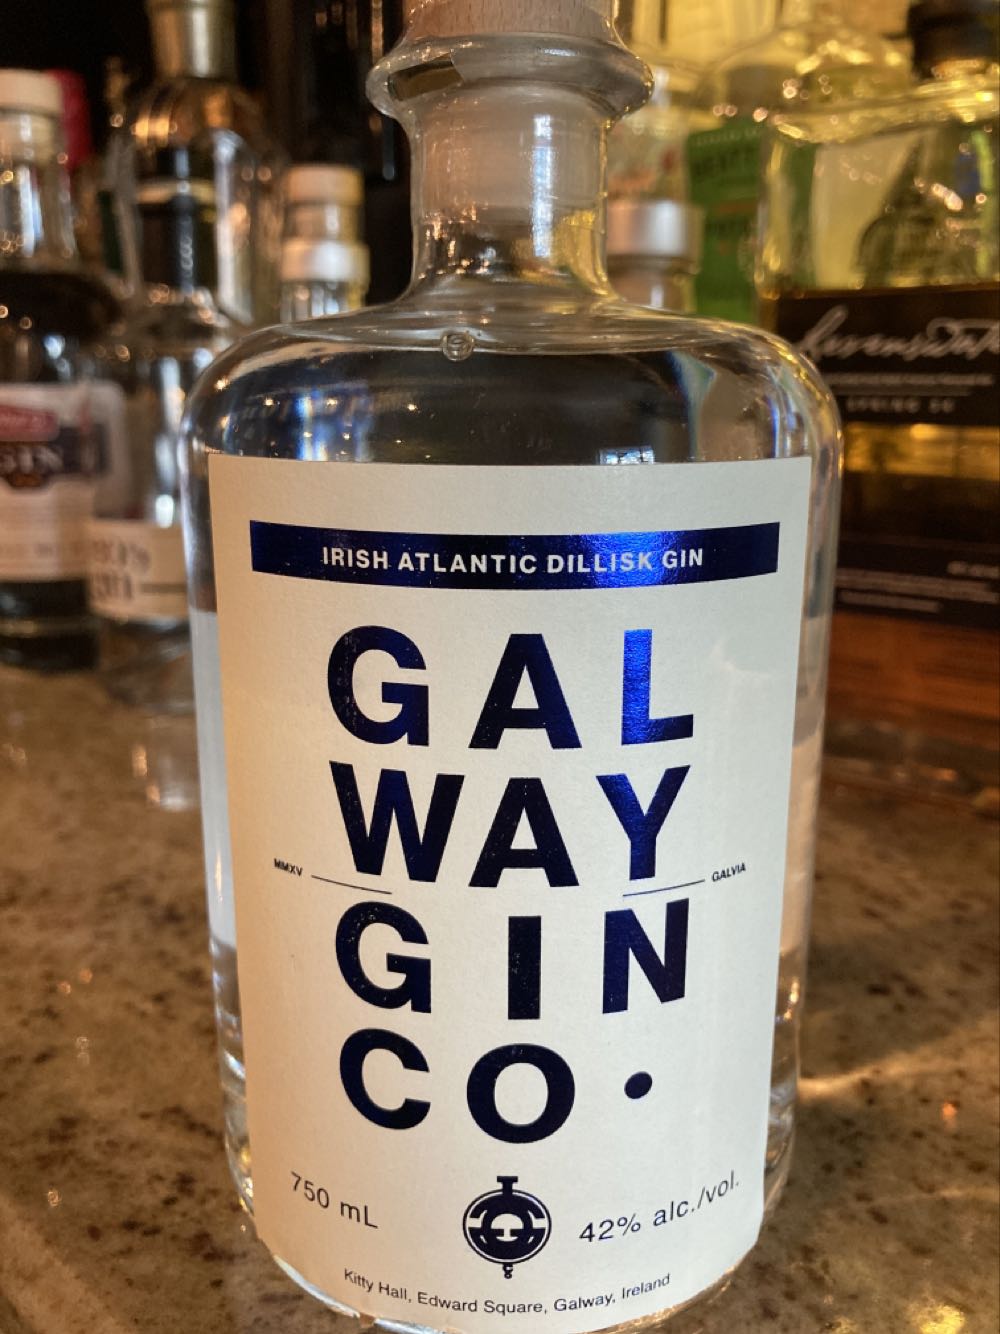 IRISH ATLANTIC DILLISK GIN
GAL
WAY
MMXV
GALVIA
GIN
CO·
750 mL
42% alc./vol.
Kitty Hall, Edward Square, Galway, Ireland
GIN